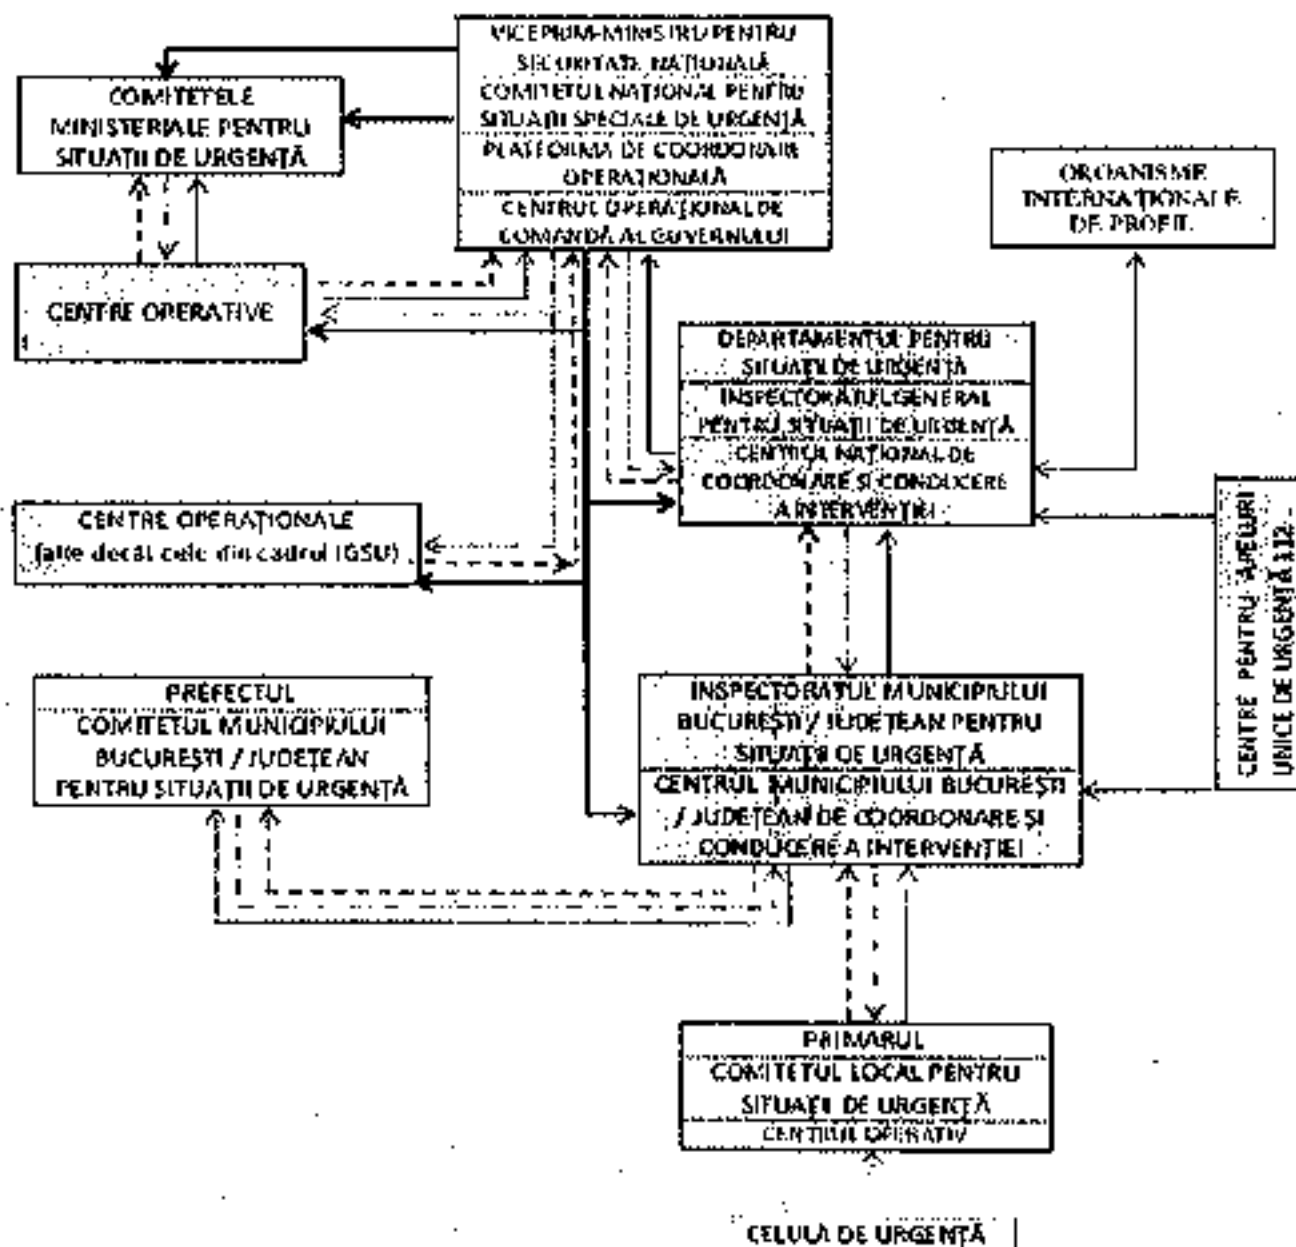 VICEPRIM-MINISTRU PENTRU
SECURITATE NAȚIONALĂ
COMITETUL NAȚIONAL PENTRU
SITUAȚII SPECIALE DE URGENȚĂ
PLATFORMA DE COORDONARE
OPERAȚIONALĂ
CENTRUL OPERAȚIONAL DE
COMANDĂ AL GUVERNULUI
COMITETELE
MINISTERIALE PENTRU
SITUAȚII DE URGENȚĂ
ORGANISME
INTERNAȚIONALE
DE PROFIL
CENTRE OPERATIVE
DEPARTAMENTUL PENTRU
SITUAȚII DE URGENȚĂ
INSPECTORATUL GENERAL
PENTRU SITUAȚII DE URGENȚĂ
CENTRUL NAȚIONAL DE
COORDONARE ȘI CONDUCERE
A INTERVENȚIEI
CENTRE OPERAȚIONALE
(alte decât cele din cadrul IGSU)
CENTRE PENTRU APELURI
UNICE DE URGENȚĂ 112
PREFECTUL
COMITETUL MUNICIPIULUI
BUCUREȘTI / JUDEȚEAN
PENTRU SITUAȚII DE URGENȚĂ
INSPECTORATUL MUNICIPIULUI
BUCUREȘTI / JUDEȚEAN PENTRU
SITUAȚII DE URGENȚĂ
CENTRUL MUNICIPIULUI BUCUREȘTI
/ JUDEȚEAN DE COORDONARE ȘI
CONDUCERE A INTERVENȚIEI
PRIMARUL
COMITETUL LOCAL PENTRU
SITUAȚII DE URGENȚĂ
CENTRUL OPERATIV
CELULA DE URGENȚĂ